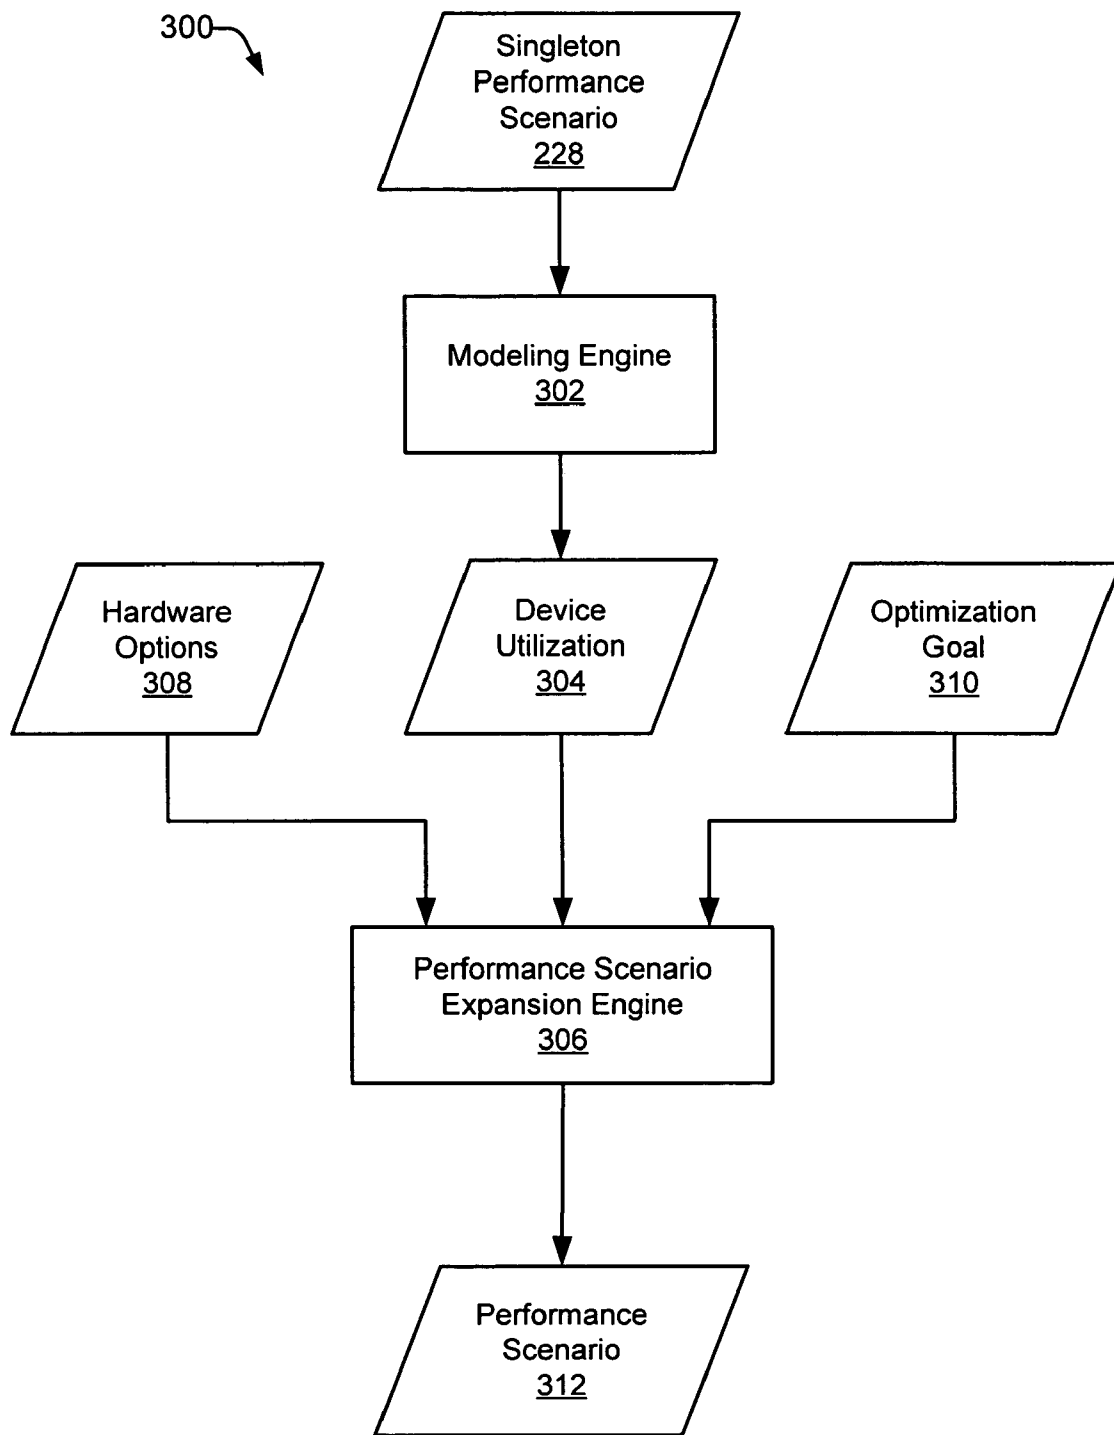 300
Singleton
Performance
Scenario
228
Modeling Engine
302
Hardware
Options
308
Device
Utilization
304
Optimization
Goal
310
Performance Scenario
Expansion Engine
306
Performance
Scenario
312